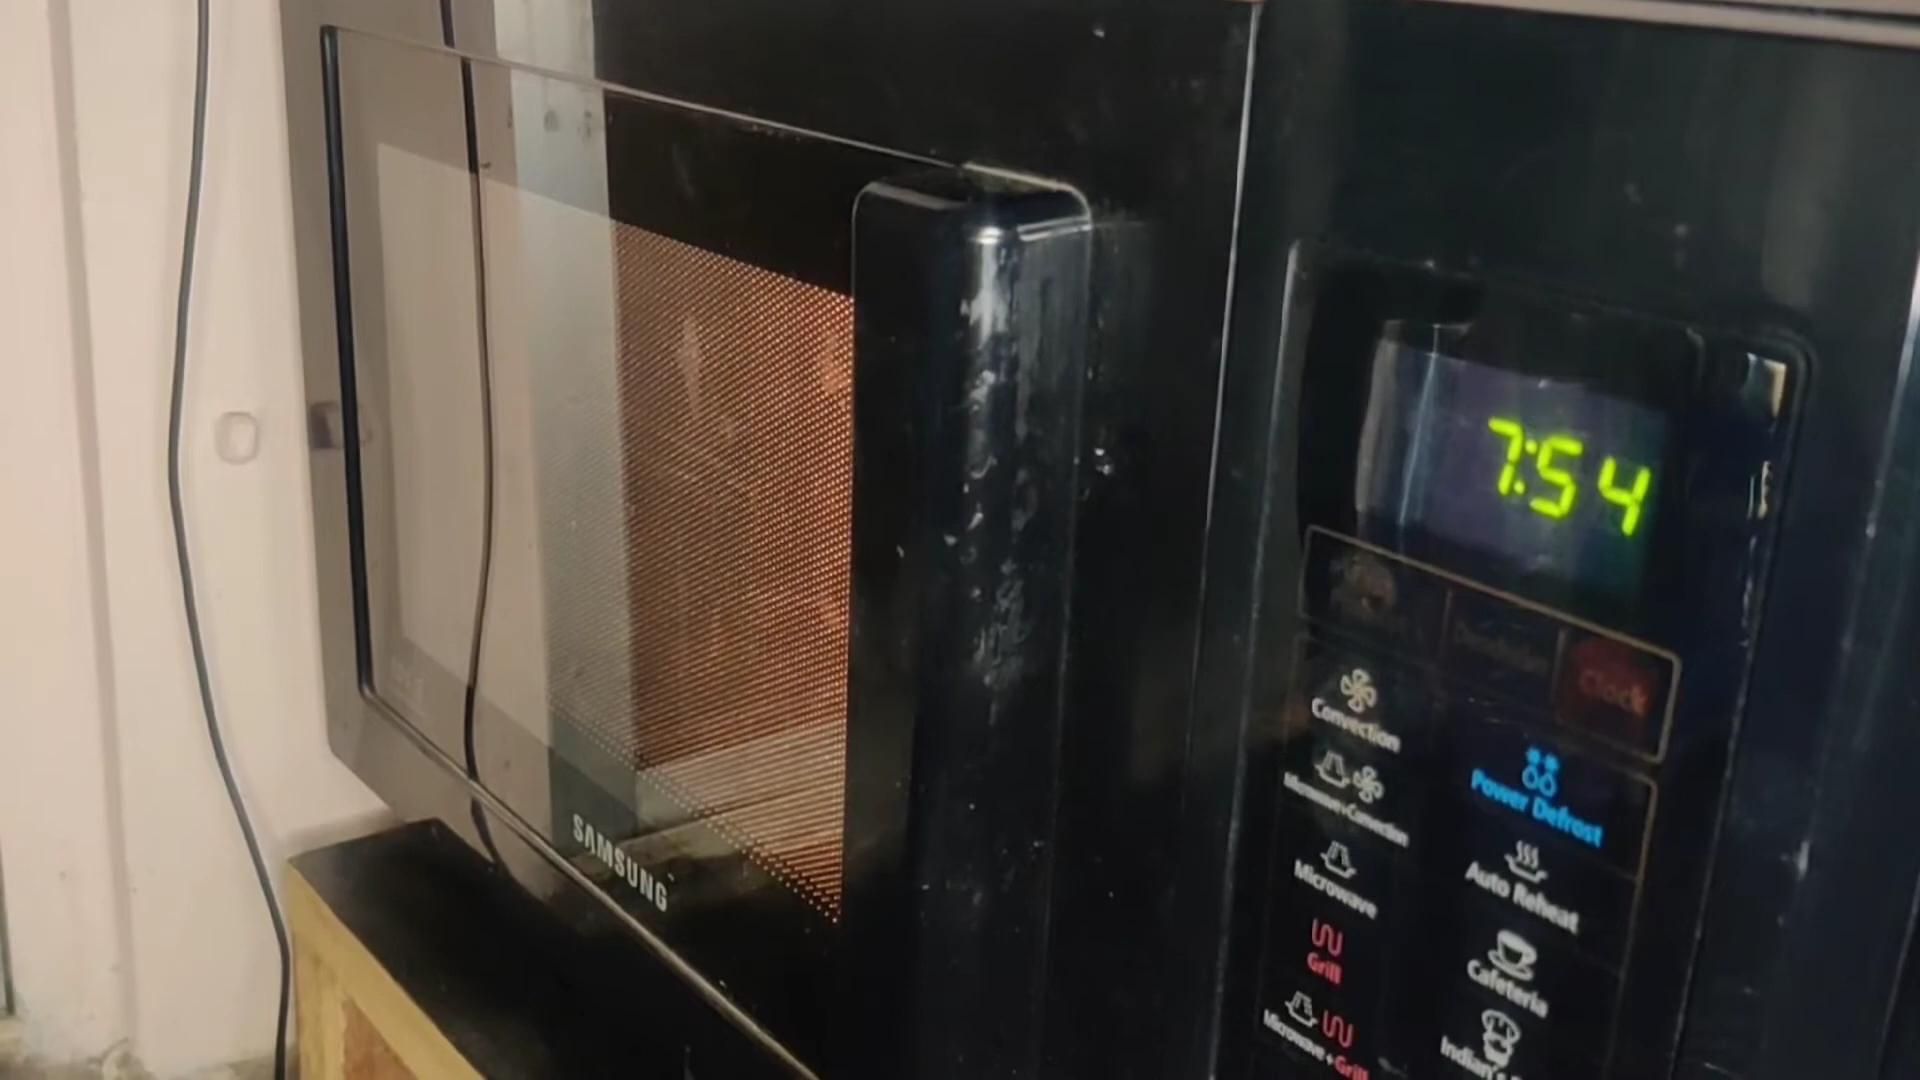 7:54
Clock
Convection
Power Defrost
Microwave+Convection
Auto Reheat
Microwave
Grill
Cafeteria
Microwave + Grill
SAMSUNG